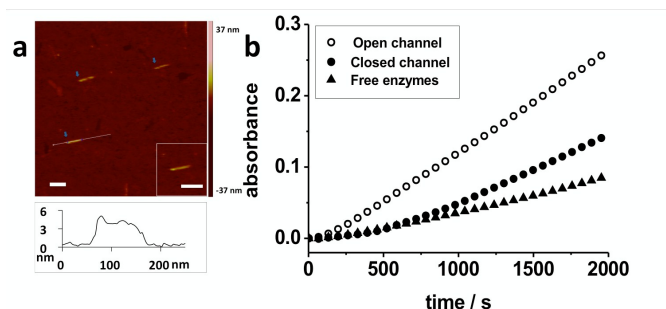 a
37 nm
-37 nm
6
3
0
nm
0
100
200 nm
b
absorbance
0.3
0.2
0.1
0.0
Open channel
Closed channel
Free enzymes
0
500
1000
1500
2000
time / s